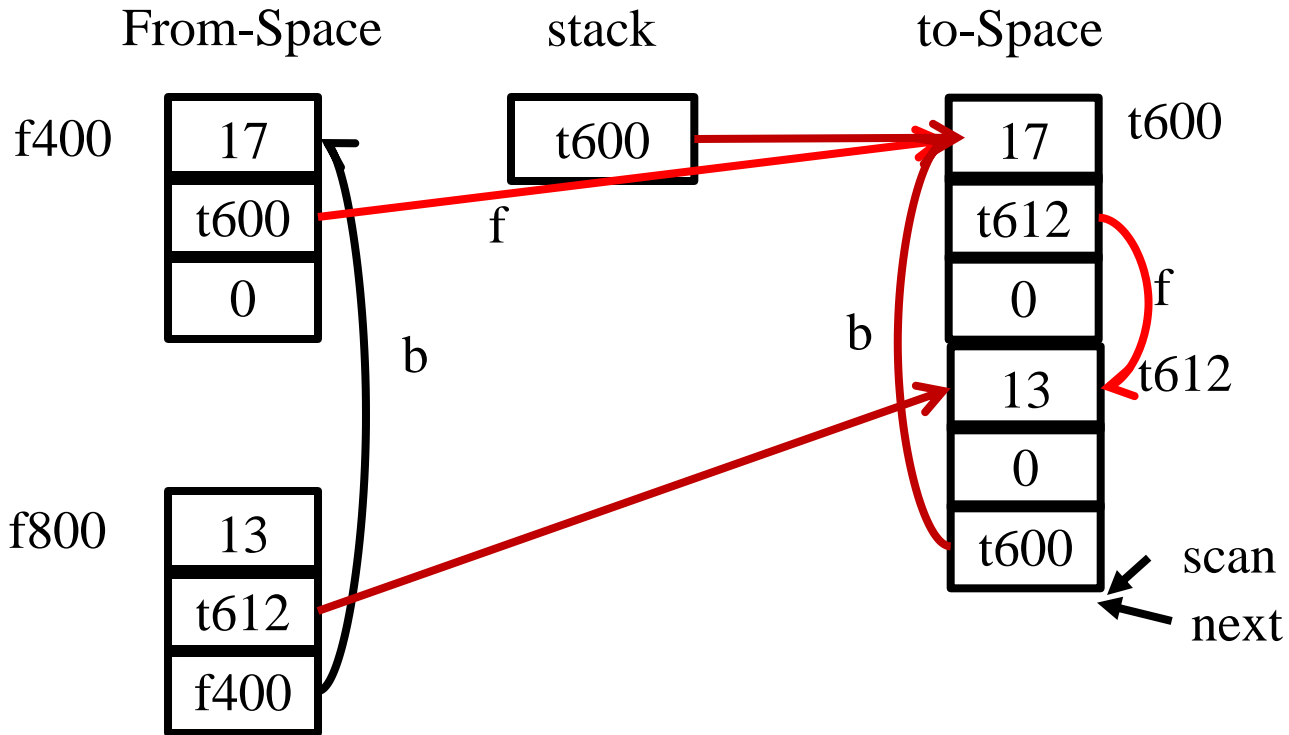 From-Space stack to-Space
f400 17 t600 17 t600
t600 t612
f
0 0 f
b b
13 t612
0
f800 13
t600 scan
t612
next
f400